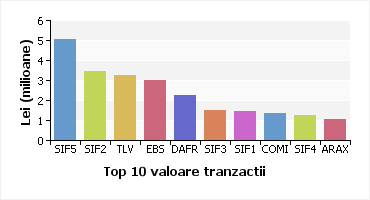 Lei (milioane)
6
5
4
3
2
1
0
SIF5 SIF2 TLV EBS DAFR SIF3 SIF1 COMI SIF4 ARAX
Top 10 valoare tranzactii